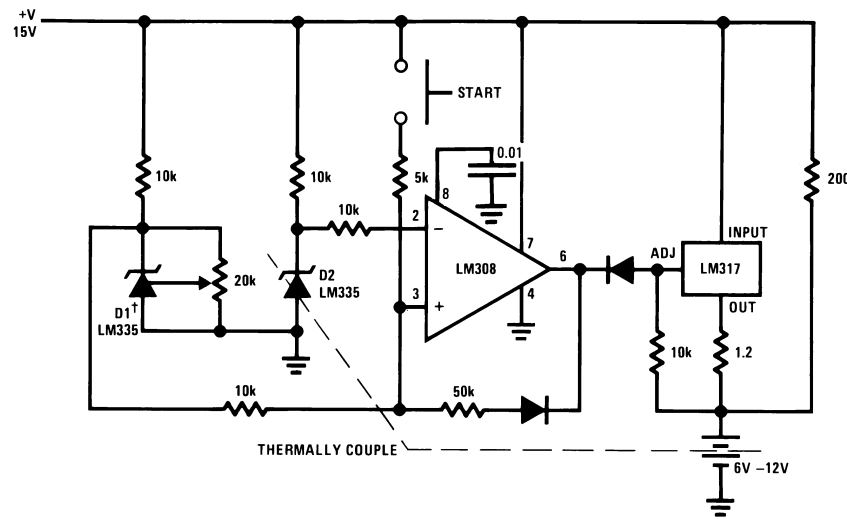 +V
15V
START
10k
10k
5k
0.01
200
8
10k
2
−
7
6
ADJ
INPUT
LM308
LM317
20k
D2
LM335
D1†
LM335
3
+
4
OUT
10k
1.2
10k
50k
THERMALLY COUPLE
6V −12V